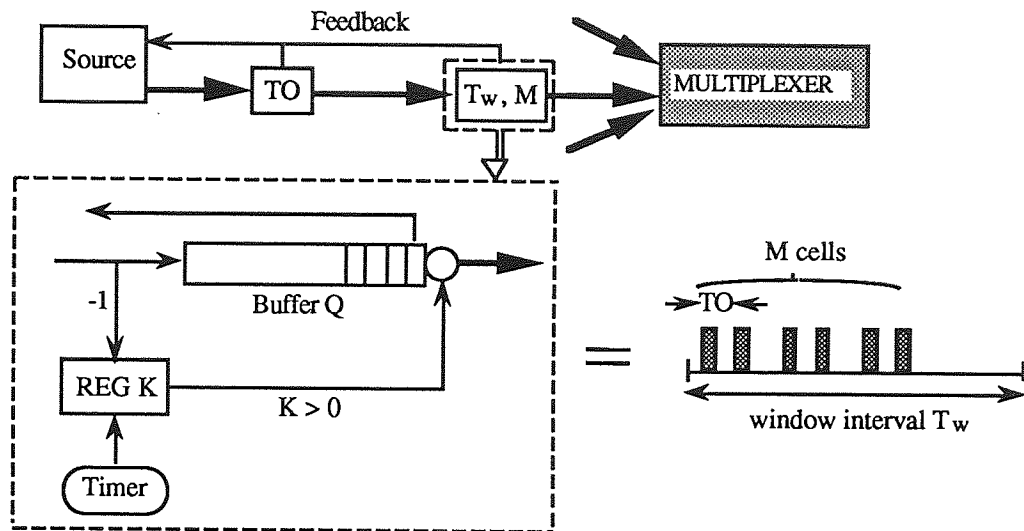 Feedback
Source
TO
Tw, M
MULTIPLEXER
-1
Buffer Q
REG K
K > 0
Timer
=
M cells
TO
window interval Tw